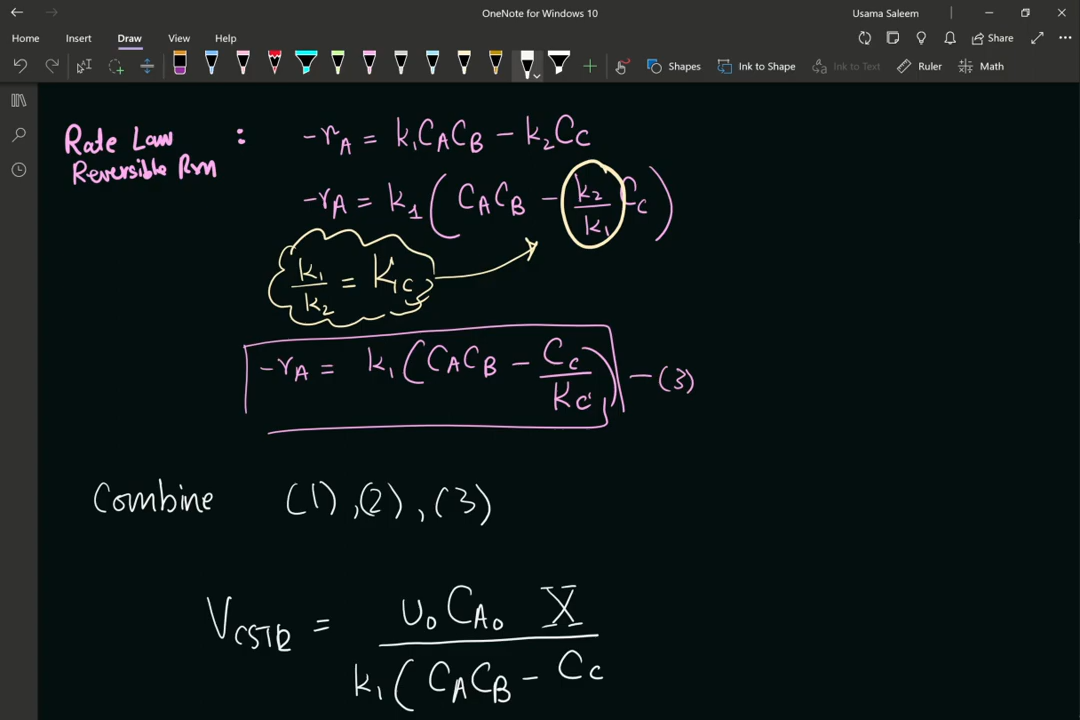 OneNote for Windows 10
Usama Saleem
Home Insert Draw View Help
Share
Shapes Ink to Shape Ink to Text Ruler Math
Rate Law : -rA = k1CACB - k2CC
Reversible Rxn
-rA = k1 ( CACB - k2/k1 Cc )
k1/k2 = Kc
-rA = k1 ( CACB - Cc/Kc ) - (3)
Combine (1), (2), (3)
VCSTR = υ0 CA0 X / k1 ( CACB - Cc